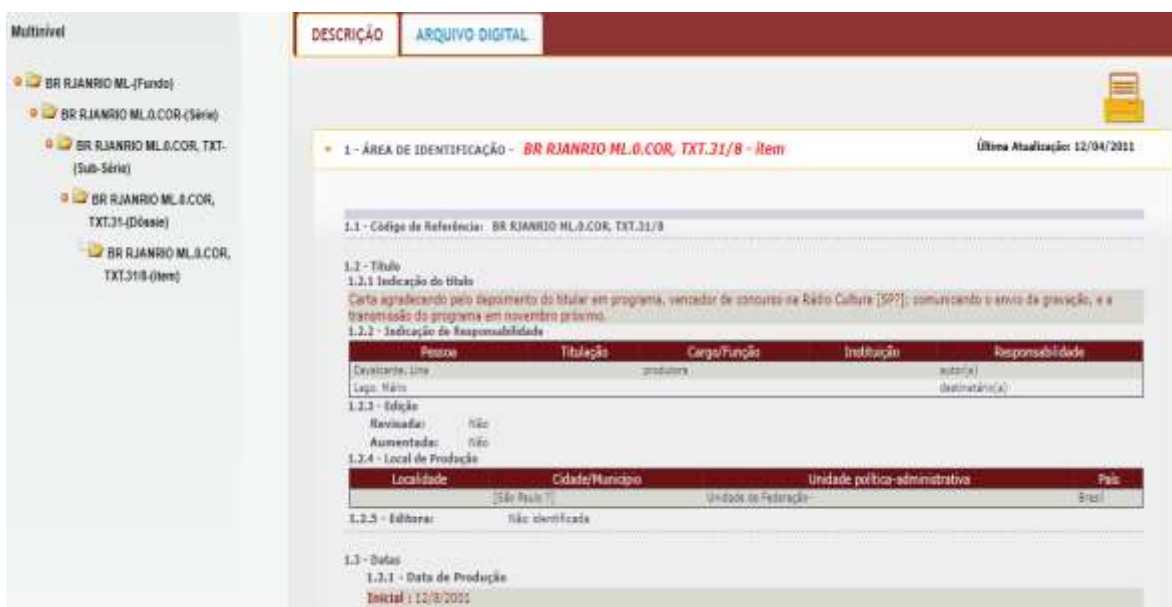 Multinível
BR RJANRIO ML-(Fundo)
BR RJANRIO ML.0.COR-(Série)
BR RJANRIO ML.0.COR, TXT-
(Sub-Série)
BR RJANRIO ML.0.COR,
TXT.31-(Dôssie)
BR RJANRIO ML.0.COR,
TXT.31/8-(Item)
DESCRIÇÃO
ARQUIVO DIGITAL
1 - ÁREA DE IDENTIFICAÇÃO - BR RJANRIO ML.0.COR, TXT.31/8 - Item
Última Atualização: 12/04/2011
1.1 - Código de Referência: BR RJANRIO ML.0.COR, TXT.31/8
1.2 - Título
1.2.1 Indicação do título
Carta agradecendo pelo depoimento do titular em programa, vencedor de concurso na Rádio Cultura [SP?]; comunicando o envio da gravação, e a
transmissão do programa em novembro próximo.
1.2.2 - Indicação de Responsabilidade
Pessoa Titulação Cargo/Função Instituição Responsabilidade
Cavalcante, Lina produtora autor(a)
Lago, Mário destinatário(a)
1.2.3 - Edição
Revisada: Não
Aumentada: Não
1.2.4 - Local de Produção
Localidade Cidade/Município Unidade política-administrativa País
[São Paulo ?] Unidade da Federação- Brasil
1.2.5 - Editora: Não identificada
1.3 - Datas
1.3.1 - Data de Produção
Inicial : 12/8/2001